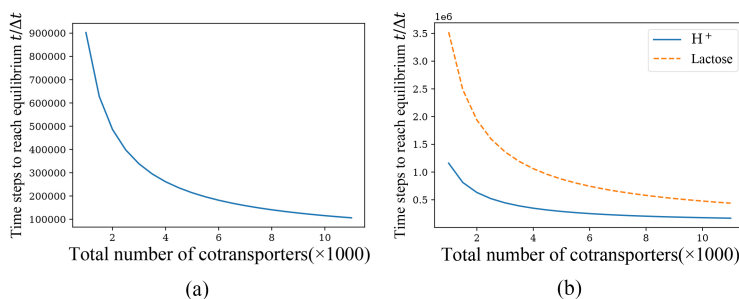 Time steps to reach equilibrium t/Δt
900000
800000
700000
600000
500000
400000
300000
200000
100000
2 4 6 8 10
Total number of cotransporters(×1000)
(a)
Time steps to reach equilibrium t/Δt
1e6
3.5
3.0
2.5
2.0
1.5
1.0
0.5
2 4 6 8 10
H⁺
Lactose
Total number of cotransporters(×1000)
(b)